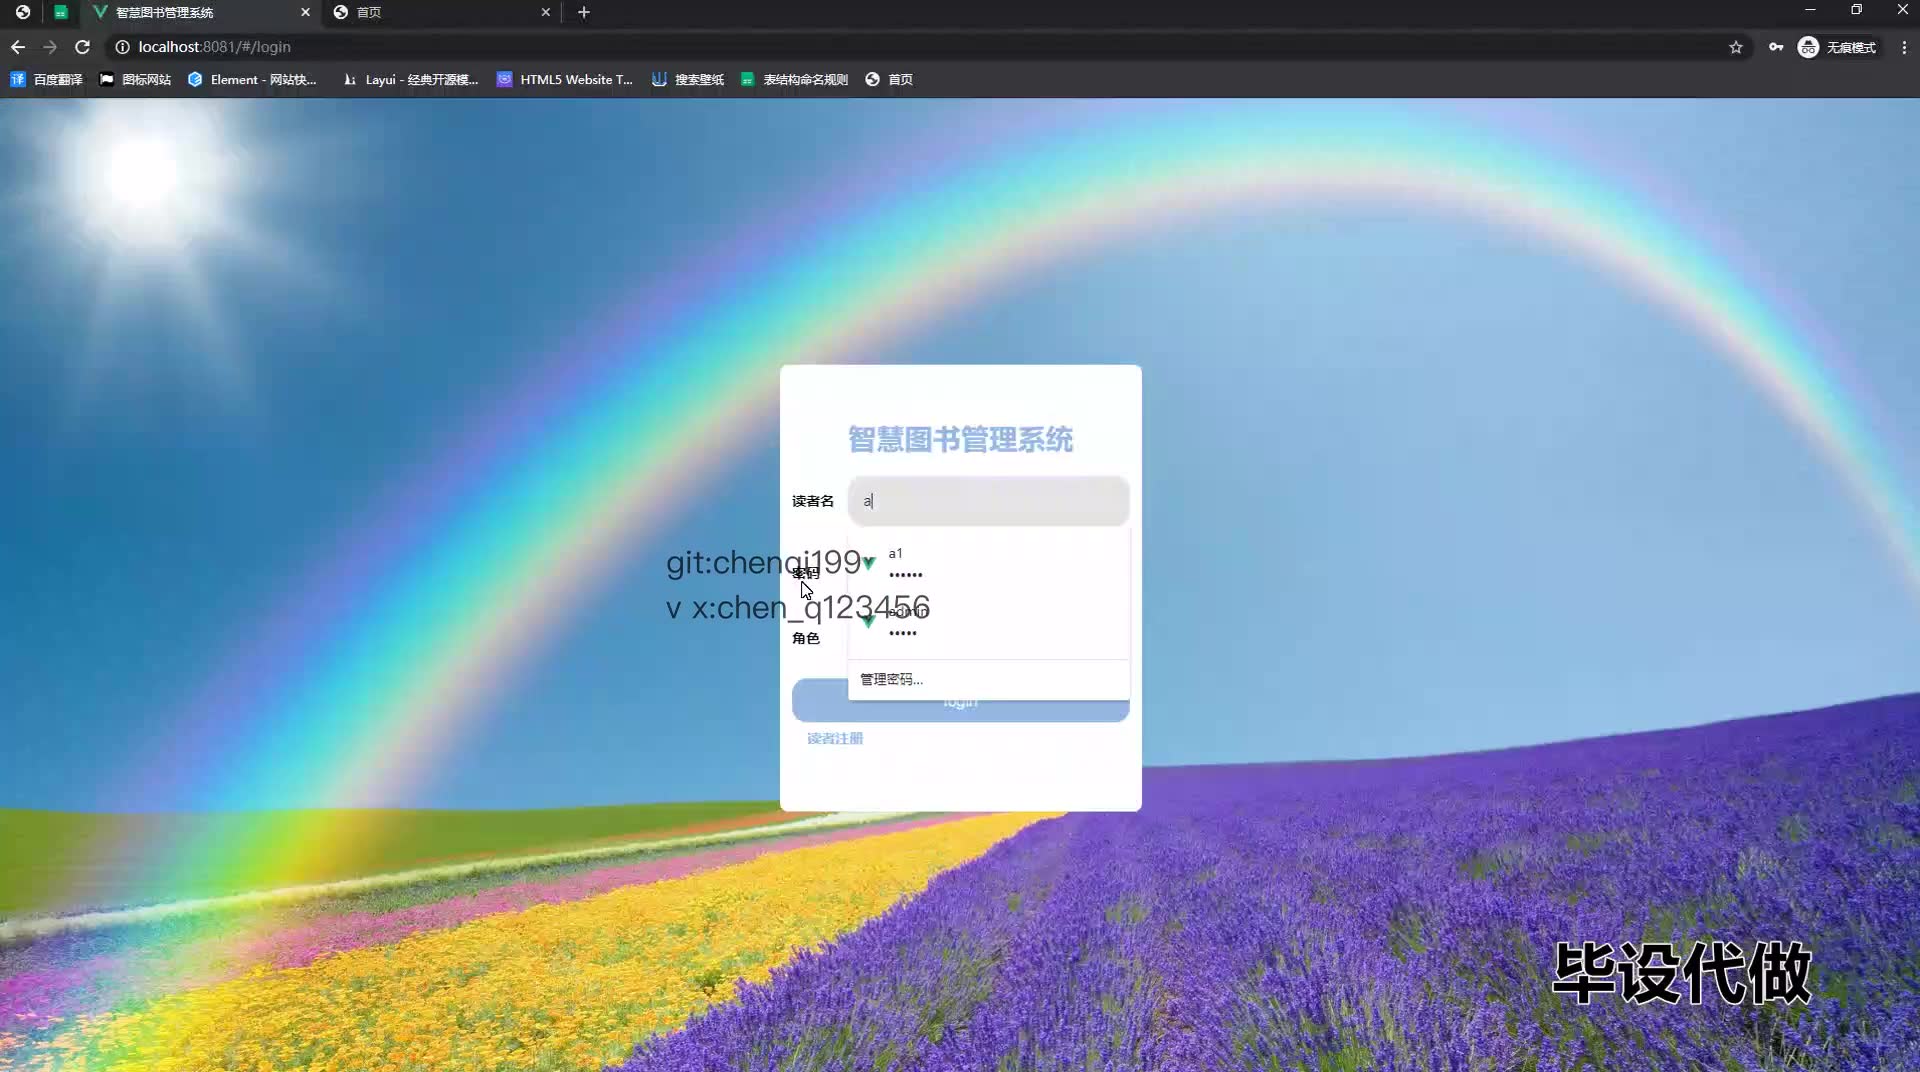 智慧图书管理系统
首页
localhost:8081/#/login
无痕模式
百度翻译
图标网站
Element - 网站快...
Layui - 经典开源模...
HTML5 Website T...
搜索壁纸
表结构命名规则
首页
智慧图书管理系统
读者名
a
a1
••••••
git:chenqi199
密码
v x:chen_q123456
admin
•••••
角色
管理密码...
login
读者注册
毕设代做